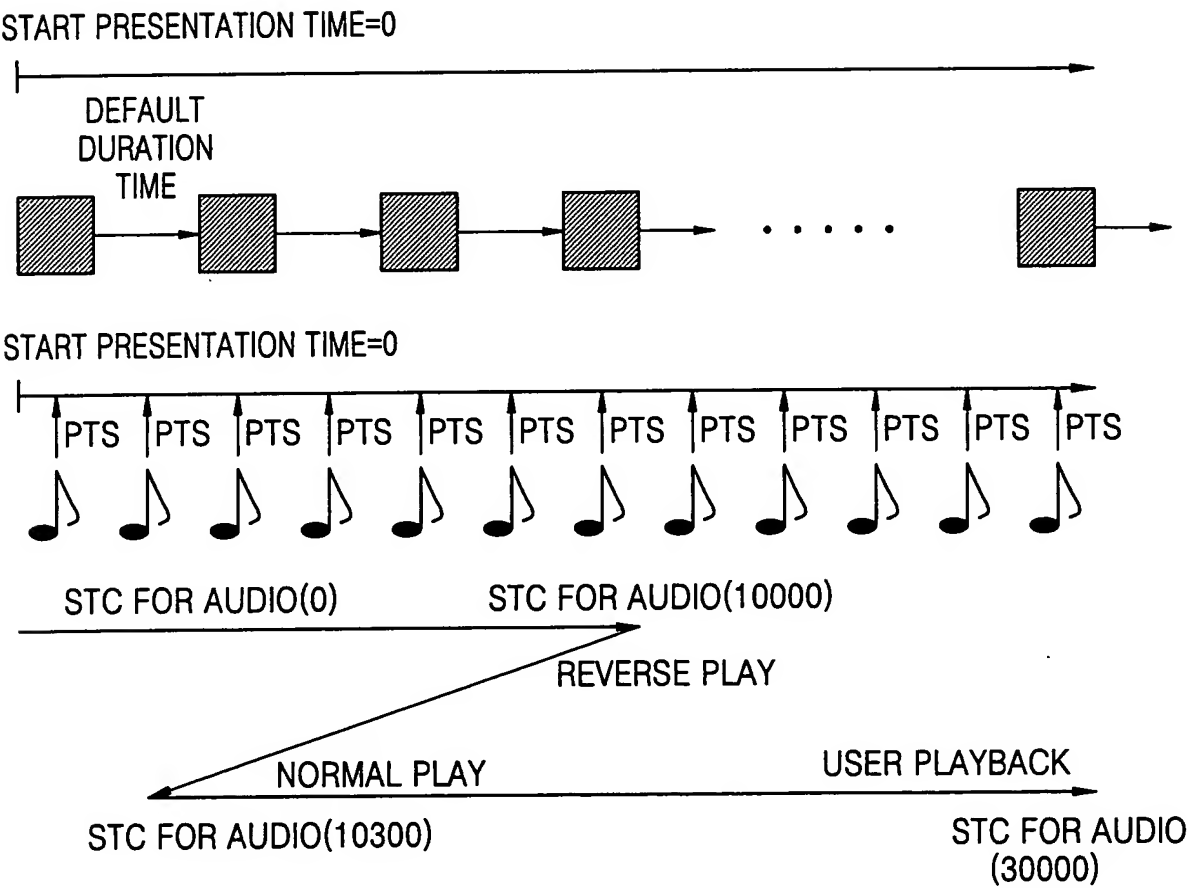 START PRESENTATION TIME=0
DEFAULT
DURATION
TIME
START PRESENTATION TIME=0
PTS PTS PTS PTS PTS PTS PTS PTS PTS PTS PTS PTS
STC FOR AUDIO(0) STC FOR AUDIO(10000)
REVERSE PLAY
NORMAL PLAY USER PLAYBACK
STC FOR AUDIO(10300) STC FOR AUDIO
(30000)